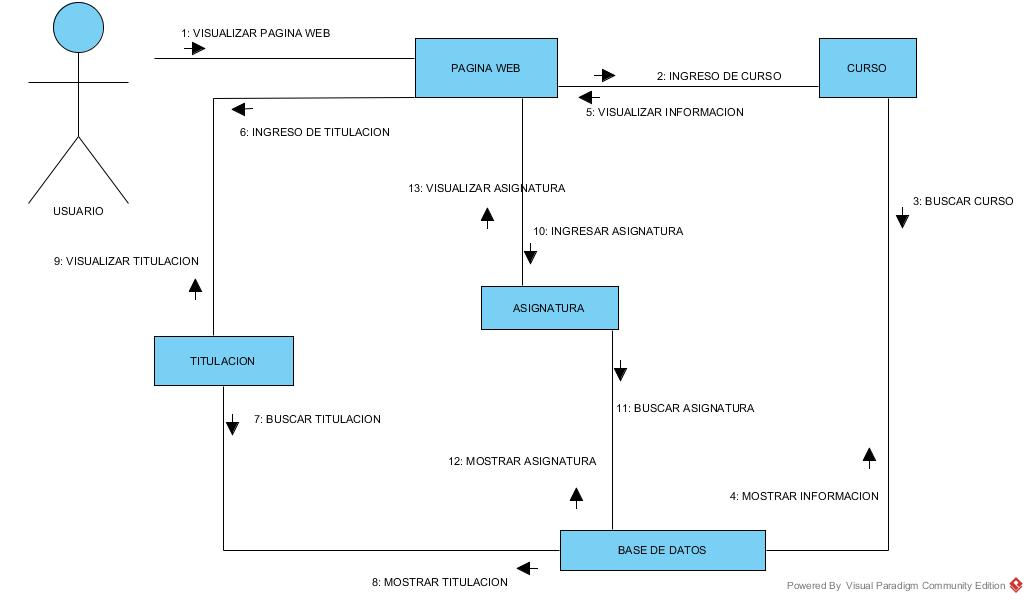 1: VISUALIZAR PAGINA WEB
PAGINA WEB
CURSO
2: INGRESO DE CURSO
5: VISUALIZAR INFORMACION
6: INGRESO DE TITULACION
13: VISUALIZAR ASIGNATURA
3: BUSCAR CURSO
USUARIO
10: INGRESAR ASIGNATURA
9: VISUALIZAR TITULACION
ASIGNATURA
TITULACION
11: BUSCAR ASIGNATURA
7: BUSCAR TITULACION
12: MOSTRAR ASIGNATURA
4: MOSTRAR INFORMACION
BASE DE DATOS
8: MOSTRAR TITULACION
Powered By Visual Paradigm Community Edition